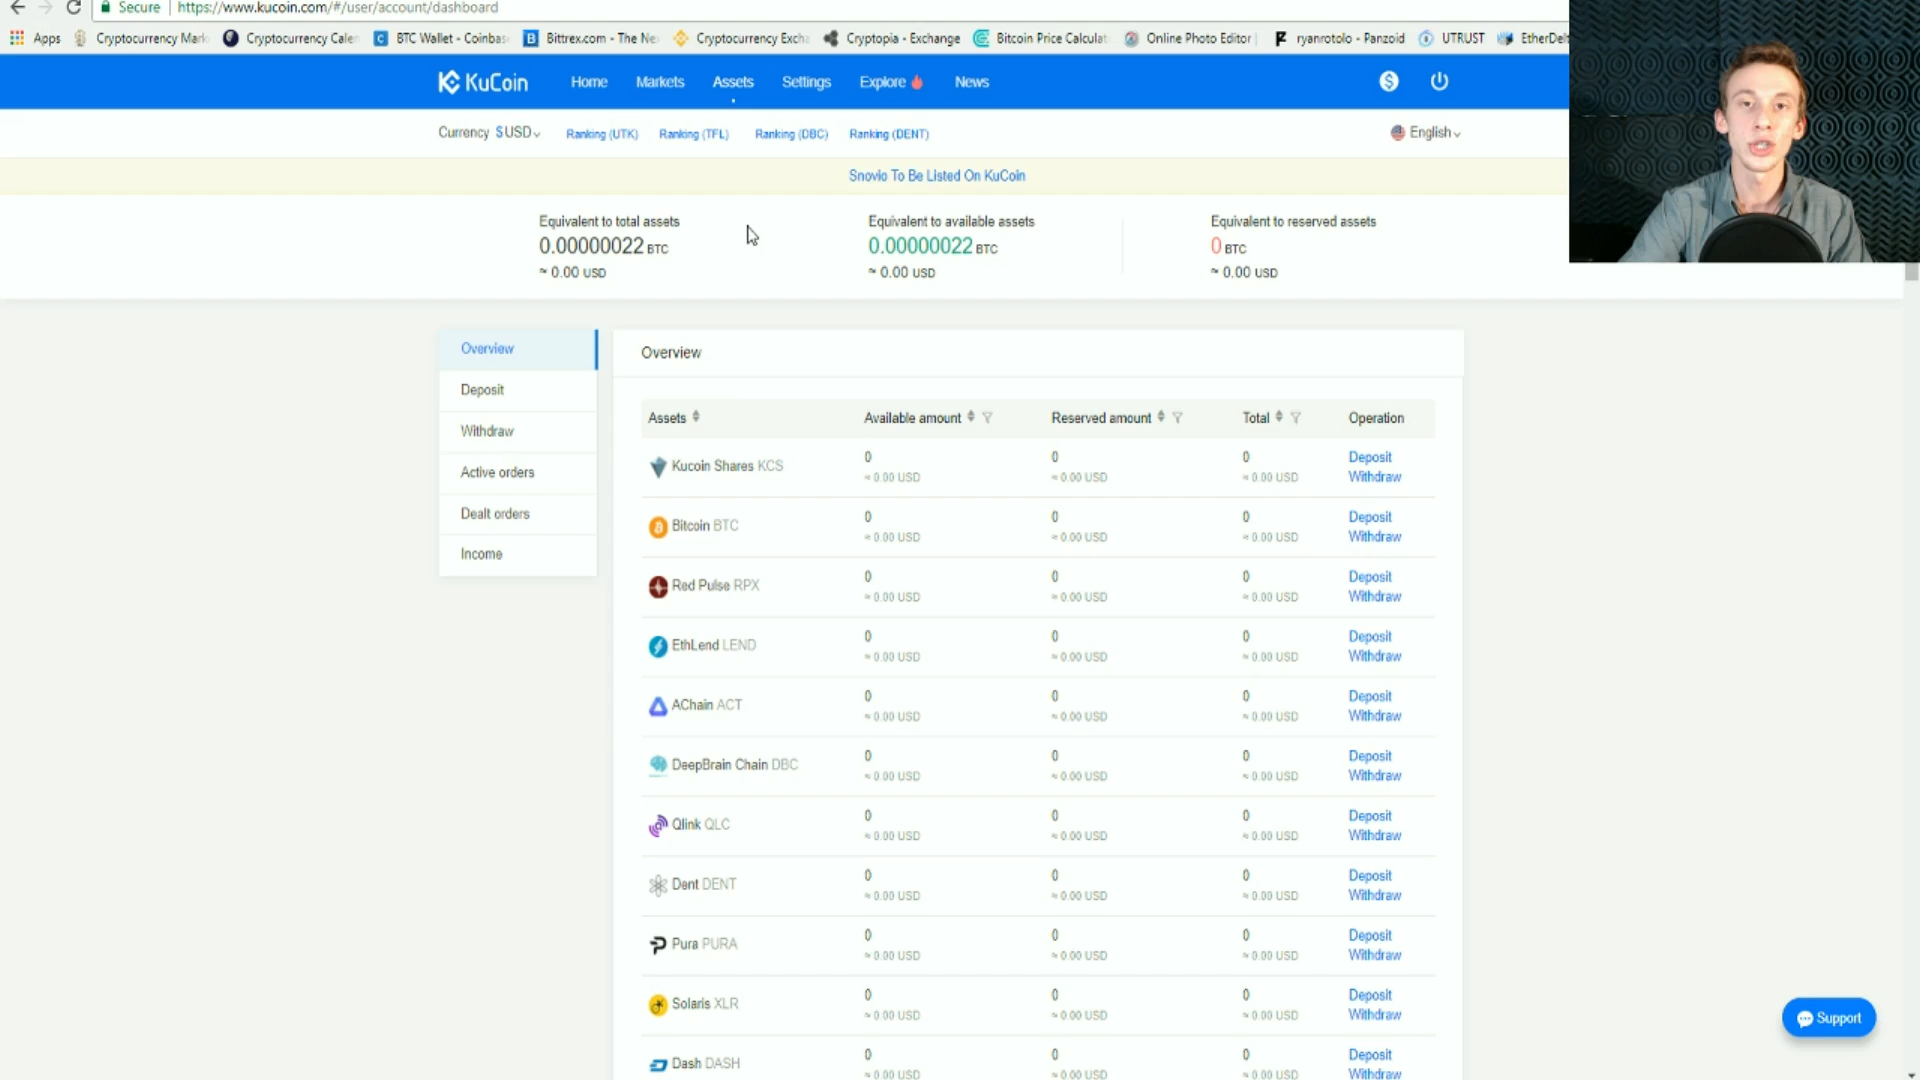 Secure https://www.kucoin.com/#/user/account/dashboard
Apps Cryptocurrency Mark Cryptocurrency Cale BTC Wallet - Coinbas Bittrex.com - The Ne Cryptocurrency Excha Cryptopia - Exchange Bitcoin Price Calculat Online Photo Editor ryanrotolo - Panzoid UTRUST EtherDelt
KuCoin Home Markets Assets Settings Explore News
Currency $ USD Ranking (UTK) Ranking (TFL) Ranking (DBC) Ranking (DENT) English
Snovio To Be Listed On KuCoin
Equivalent to total assets Equivalent to available assets Equivalent to reserved assets
0.00000022 BTC 0.00000022 BTC 0 BTC
≈ 0.00 USD ≈ 0.00 USD ≈ 0.00 USD
Overview
Deposit
Withdraw
Active orders
Dealt orders
Income
Overview
Assets Available amount Reserved amount Total Operation
Kucoin Shares KCS 0 0 0 Deposit
≈ 0.00 USD ≈ 0.00 USD ≈ 0.00 USD Withdraw
Bitcoin BTC 0 0 0 Deposit
≈ 0.00 USD ≈ 0.00 USD ≈ 0.00 USD Withdraw
Red Pulse RPX 0 0 0 Deposit
≈ 0.00 USD ≈ 0.00 USD ≈ 0.00 USD Withdraw
EthLend LEND 0 0 0 Deposit
≈ 0.00 USD ≈ 0.00 USD ≈ 0.00 USD Withdraw
AChain ACT 0 0 0 Deposit
≈ 0.00 USD ≈ 0.00 USD ≈ 0.00 USD Withdraw
DeepBrain Chain DBC 0 0 0 Deposit
≈ 0.00 USD ≈ 0.00 USD ≈ 0.00 USD Withdraw
Qlink QLC 0 0 0 Deposit
≈ 0.00 USD ≈ 0.00 USD ≈ 0.00 USD Withdraw
Dent DENT 0 0 0 Deposit
≈ 0.00 USD ≈ 0.00 USD ≈ 0.00 USD Withdraw
Pura PURA 0 0 0 Deposit
≈ 0.00 USD ≈ 0.00 USD ≈ 0.00 USD Withdraw
Solaris XLR 0 0 0 Deposit
≈ 0.00 USD ≈ 0.00 USD ≈ 0.00 USD Withdraw
Dash DASH 0 0 0 Deposit
≈ 0.00 USD ≈ 0.00 USD ≈ 0.00 USD Withdraw
Support